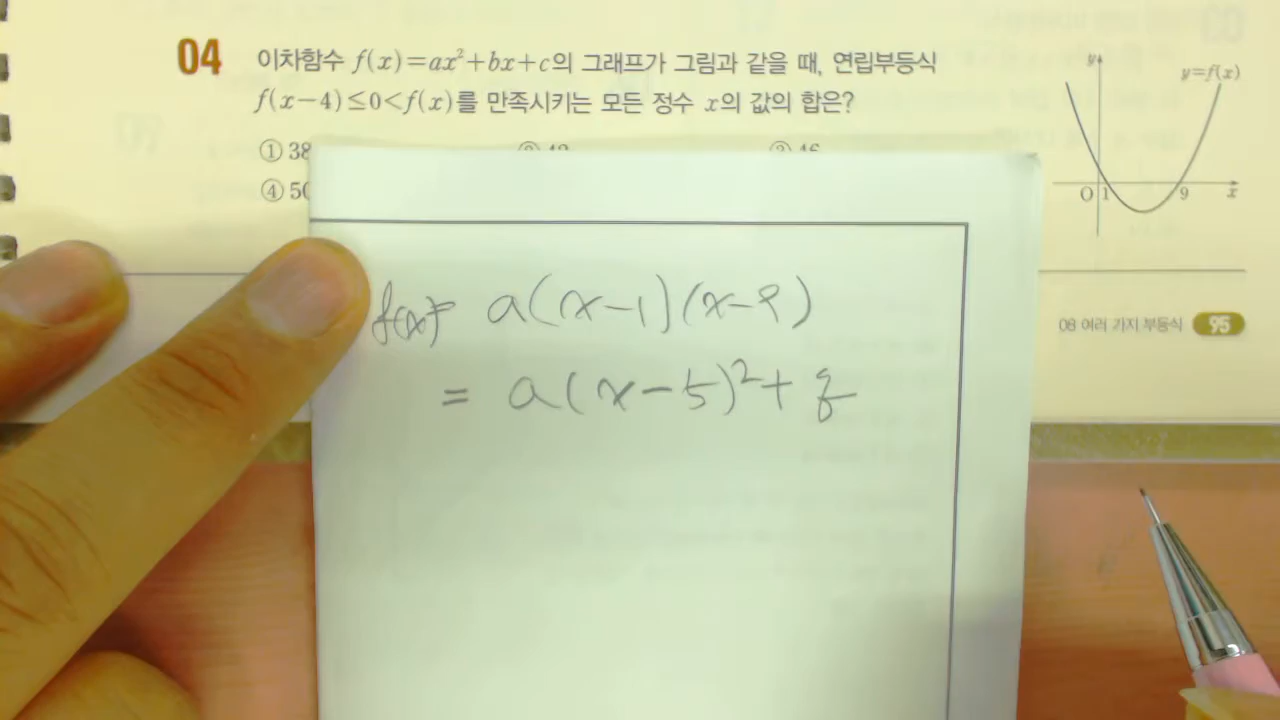 04 이차함수 f(x)=ax²+bx+c의 그래프가 그림과 같을 때, 연립부등식
f(x-4)≤0<f(x)를 만족시키는 모든 정수 x의 값의 합은?
① 38
④ 50
y
y=f(x)
O 1 9 x
f(x)= a(x-1)(x-9)
= a(x-5)²+q
08 여러 가지 부등식 95